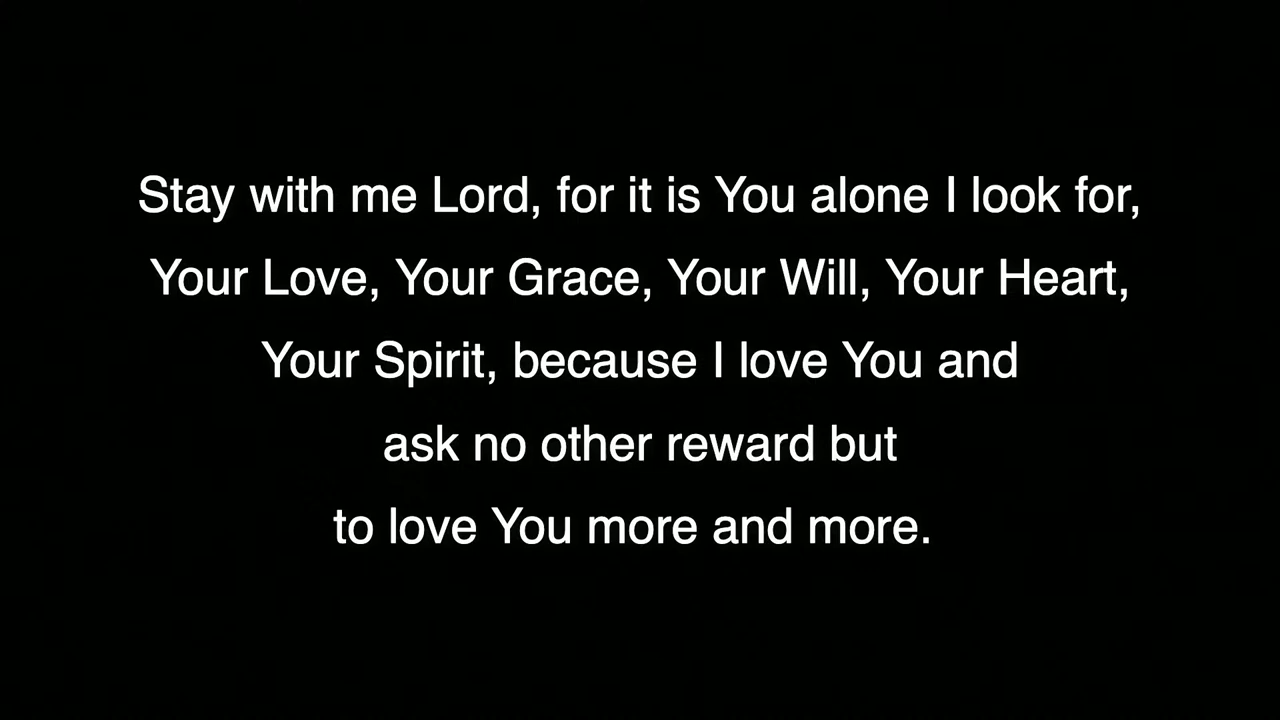 Stay with me Lord, for it is You alone I look for,
Your Love, Your Grace, Your Will, Your Heart,
Your Spirit, because I love You and
ask no other reward but
to love You more and more.